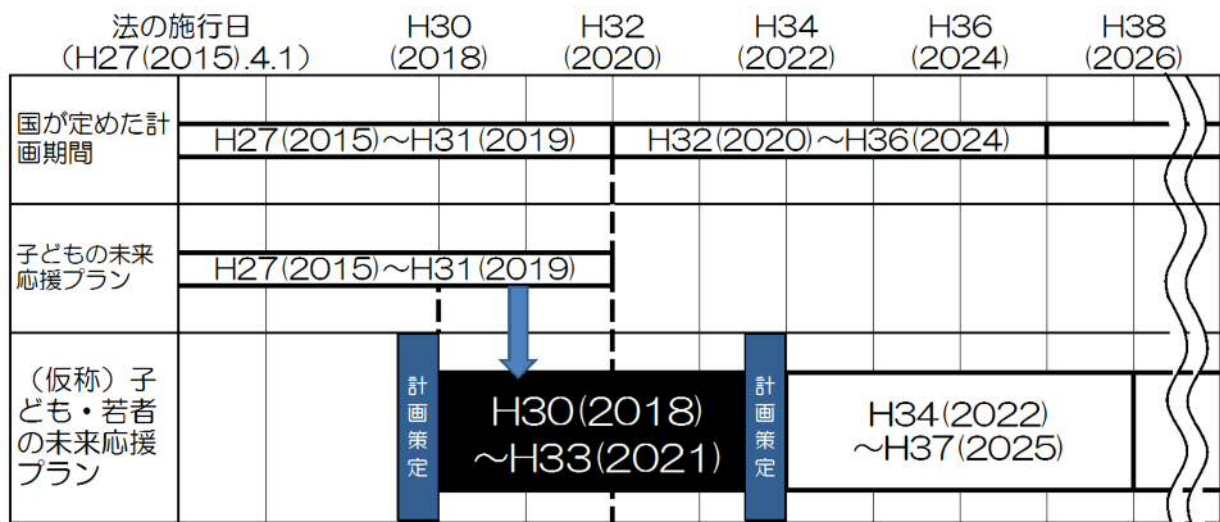 法の施行日
（H27(2015).4.1）
H30
(2018)
H32
(2020)
H34
(2022)
H36
(2024)
H38
(2026)
国が定めた計
画期間
H27(2015)～H31(2019)
H32(2020)～H36(2024)
子どもの未来
応援プラン
H27(2015)～H31(2019)
（仮称）子
ども・若者
の未来応援
プラン
計画策定
H30(2018)
～H33(2021)
計画策定
H34(2022)
～H37(2025)